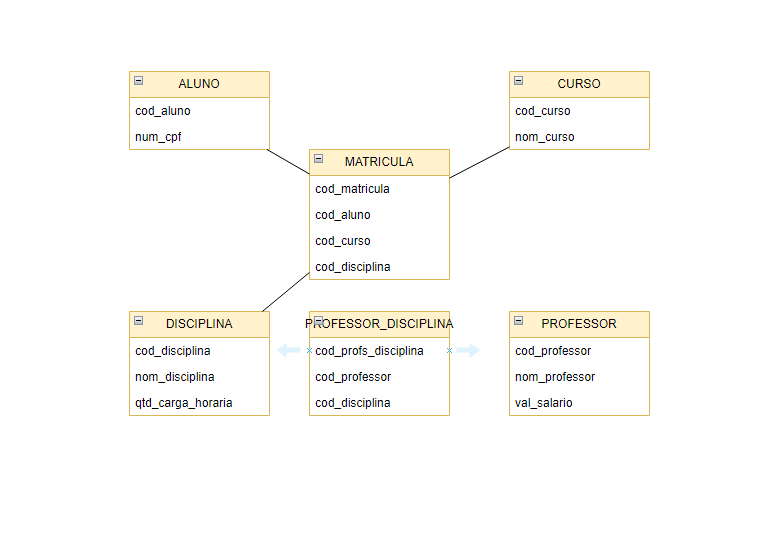 ALUNO
cod_aluno
num_cpf
CURSO
cod_curso
nom_curso
MATRICULA
cod_matricula
cod_aluno
cod_curso
cod_disciplina
DISCIPLINA
cod_disciplina
nom_disciplina
qtd_carga_horaria
PROFESSOR_DISCIPLINA
cod_profs_disciplina
cod_professor
cod_disciplina
PROFESSOR
cod_professor
nom_professor
val_salario